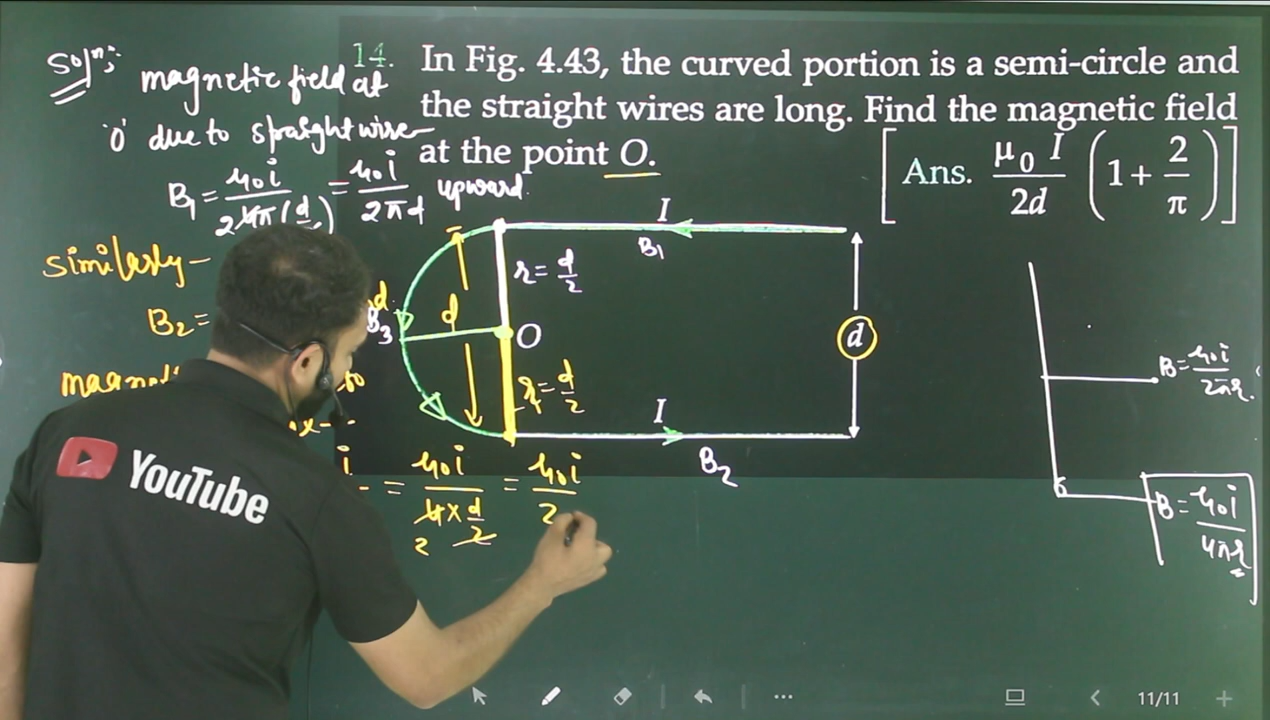 Solⁿ;
magnetic field at
'O' due to straight wire
B₁ = μ₀i / 24π(d/2) = μ₀i / 2πd upward
Similarly-
B₂ =
14. In Fig. 4.43, the curved portion is a semi-circle and
the straight wires are long. Find the magnetic field
at the point O.
[Ans. μ₀ I / 2d (1 + 2/π)]
I
B₁
r = d/2
d
B₃
O
d
r = d/2
I
B₂
i = μ₀i / 4 × d/2 = μ₀i / 2
2
B = μ₀i / 2πr
B = μ₀i / 4πr
YouTube
11/11